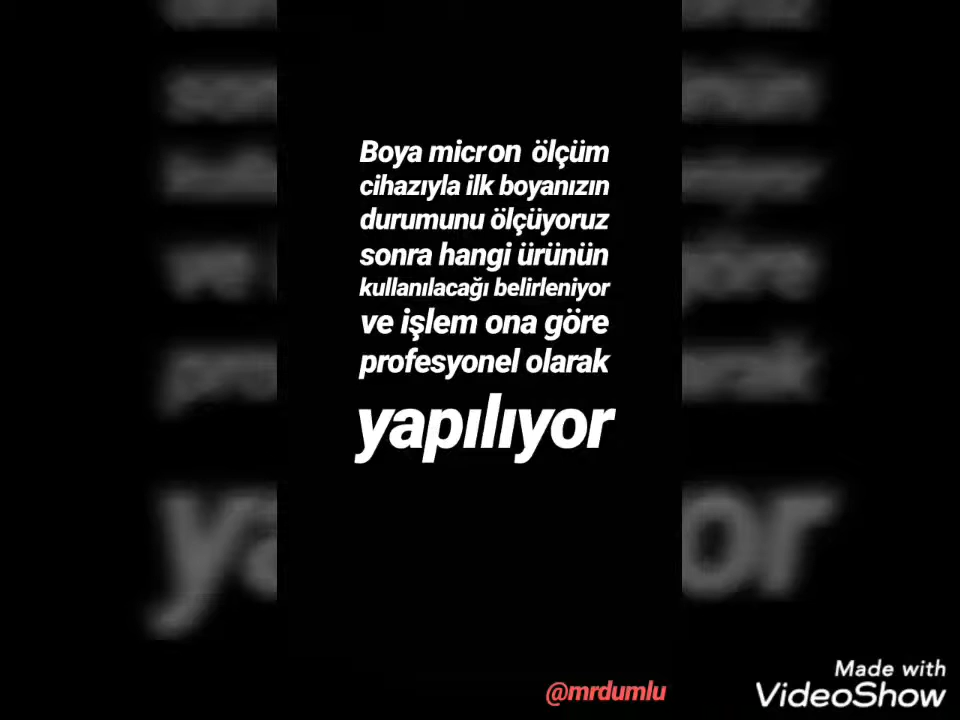 Boya micron ölçüm
cihazıyla ilk boyanızın
durumunu ölçüyoruz
sonra hangi ürünün
kullanılacağı belirleniyor
ve işlem ona göre
profesyonel olarak
yapılıyor
@mrdumlu
Made with
VideoShow